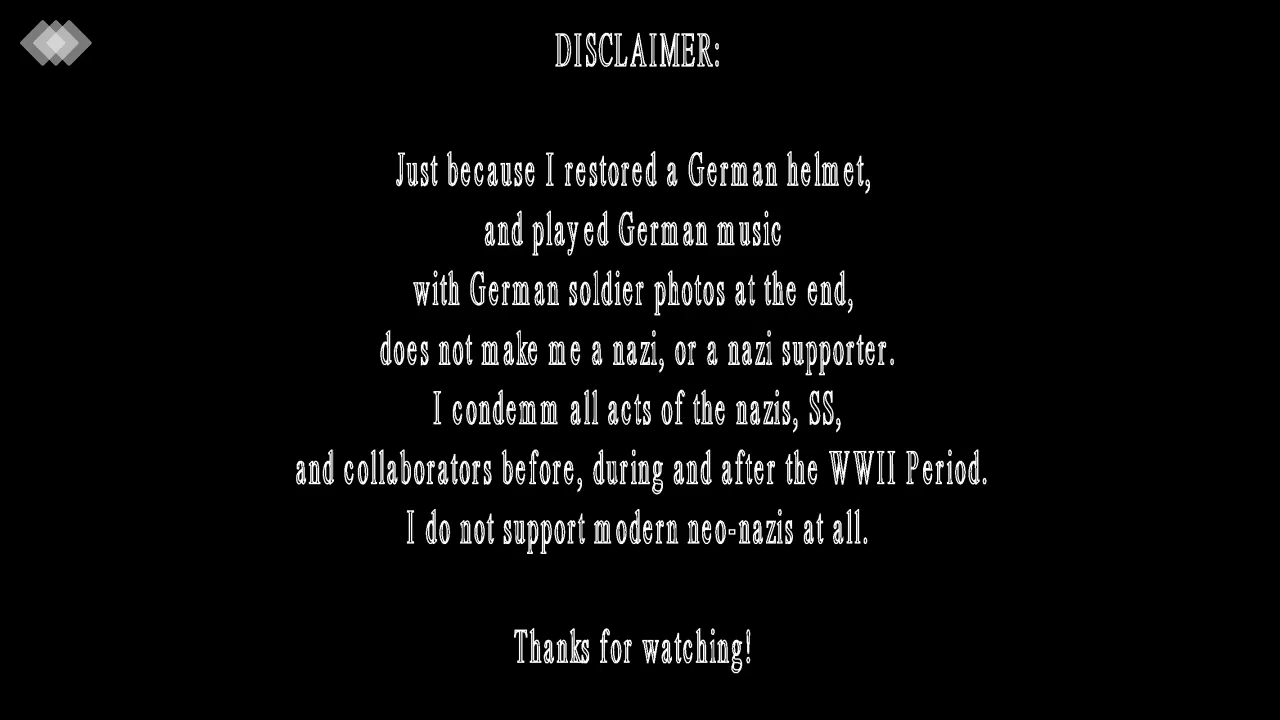 DISCLAIMER:
Just because I restored a German helmet,
and played German music
with German soldier photos at the end,
does not make me a nazi, or a nazi supporter.
I condemm all acts of the nazis, SS,
and collaborators before, during and after the WWII Period.
I do not support modern neo-nazis at all.
Thanks for watching!